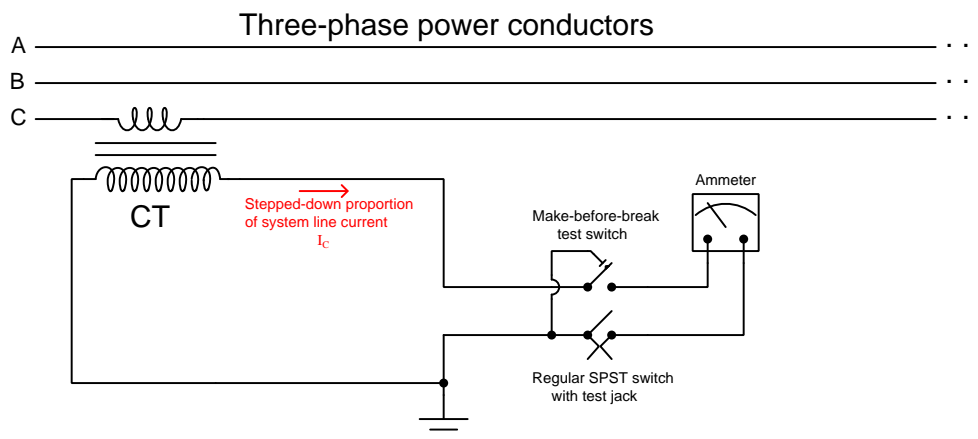 Three-phase power conductors
A
B
C
CT
Stepped-down proportion
of system line current
I_C
Ammeter
Make-before-break
test switch
Regular SPST switch
with test jack